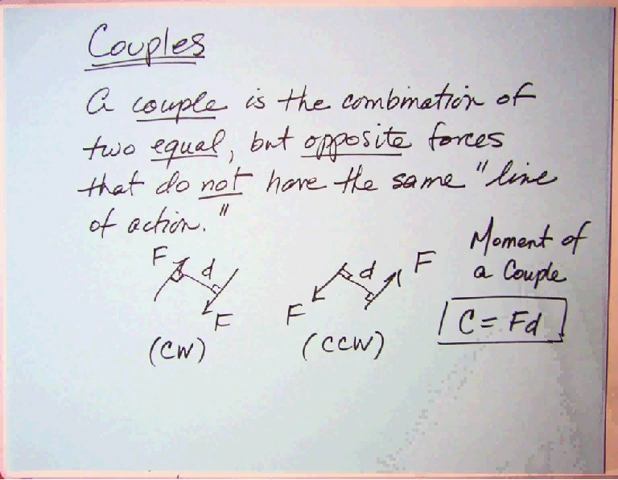 Couples
A couple is the combination of
two equal, but opposite forces
that do not have the same "line
of action."
F d F
(CW)
F d F
(CCW)
Moment of
a Couple
C = Fd